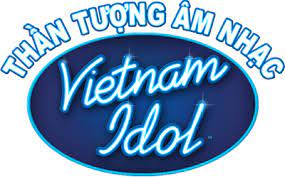 THẦN TƯỢNG ÂM NHẠC
Vietnam
Idol